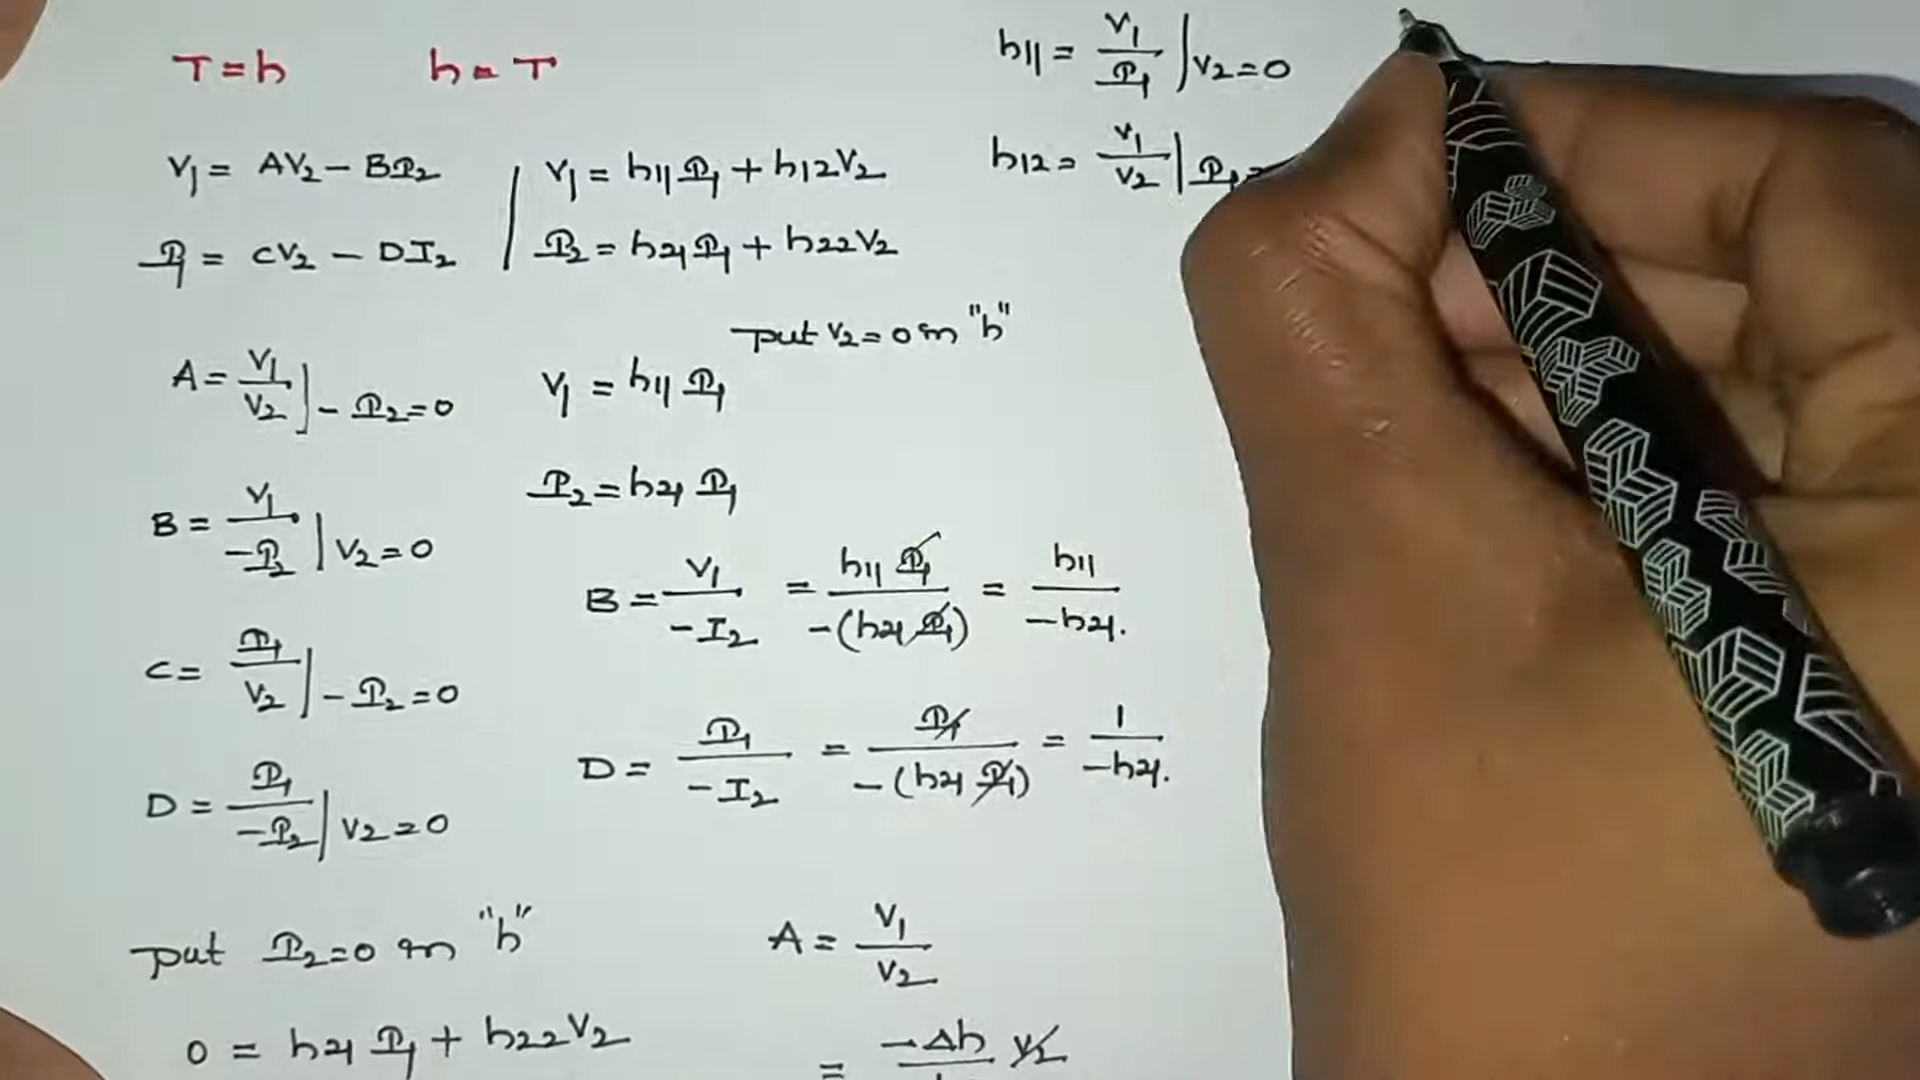 T = h h = T
V1 = AV2 - BI2 V1 = h11 I1 + h12 V2
I1 = CV2 - DI2 I2 = h21 I1 + h22 V2
h11 = V1/I1 | V2 = 0
h12 = V1/V2 | I1 =
put V2 = 0 in "h"
A = V1/V2 | - I2 = 0
V1 = h11 I1
B = V1/-I2 | V2 = 0
I2 = h21 I1
B = V1/-I2 = h11 I1/-(h21 I1) = h11/-h21.
C = I1/V2 | - I2 = 0
D = I1/-I2 = I1/-(h21 I1) = 1/-h21.
D = I1/-I2 | V2 = 0
put I2 = 0 in "h"
0 = h21 I1 + h22 V2
A = V1/V2
= -Δh V2